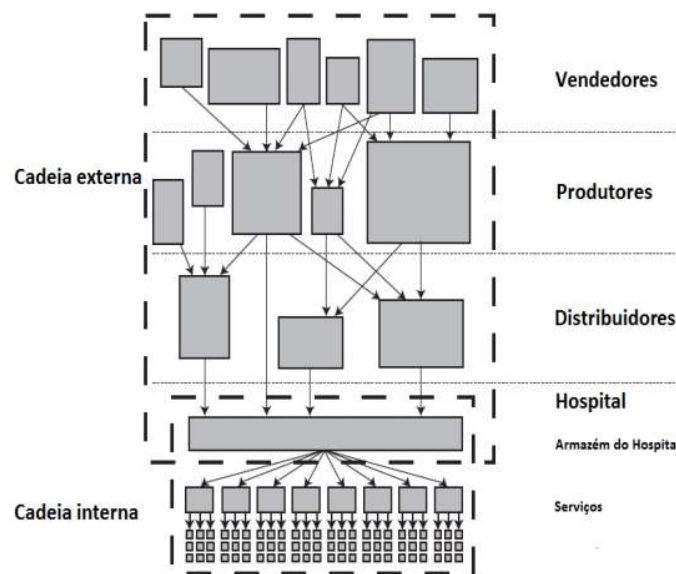 Vendedores
Cadeia externa
Produtores
Distribuidores
Hospital
Armazém do Hospita
Cadeia interna
Serviços